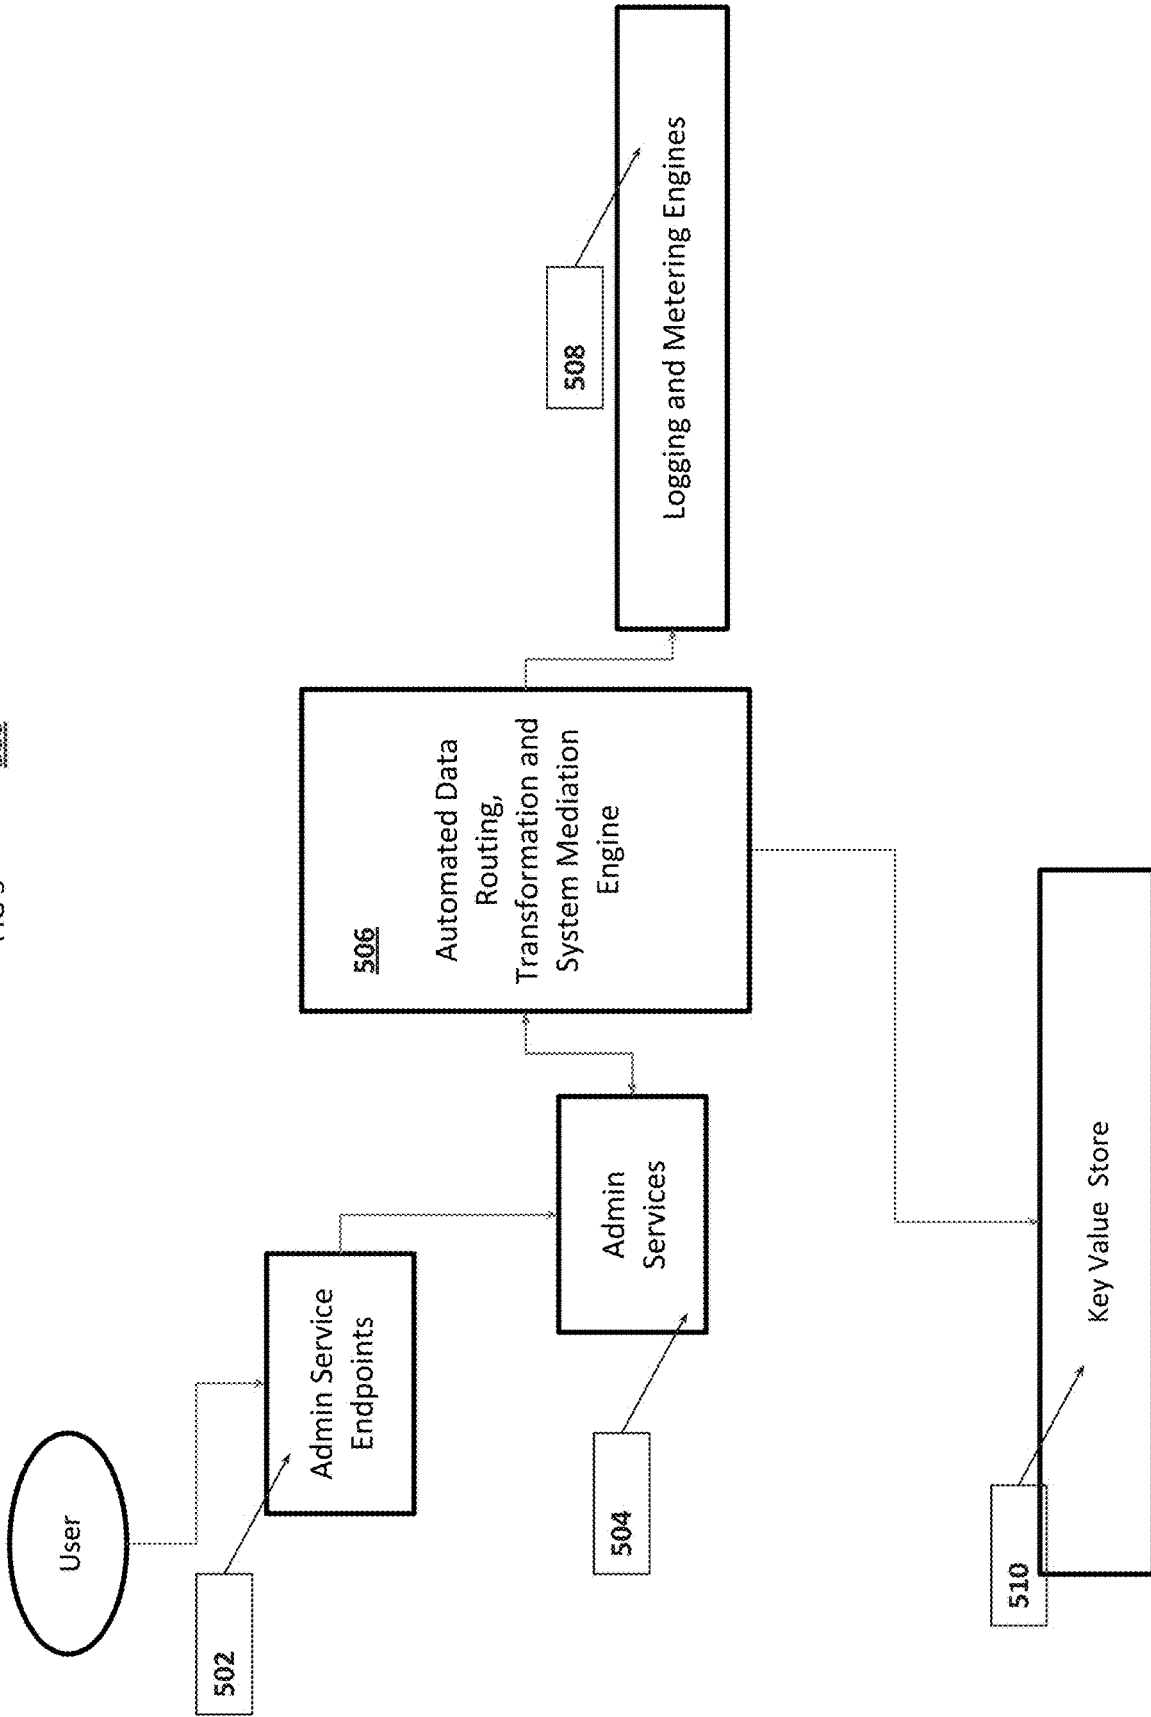 User
502
Admin Service
Endpoints
504
Admin
Services
506
Automated Data
Routing,
Transformation and
System Mediation
Engine
508
Logging and Metering Engines
510
Key Value Store